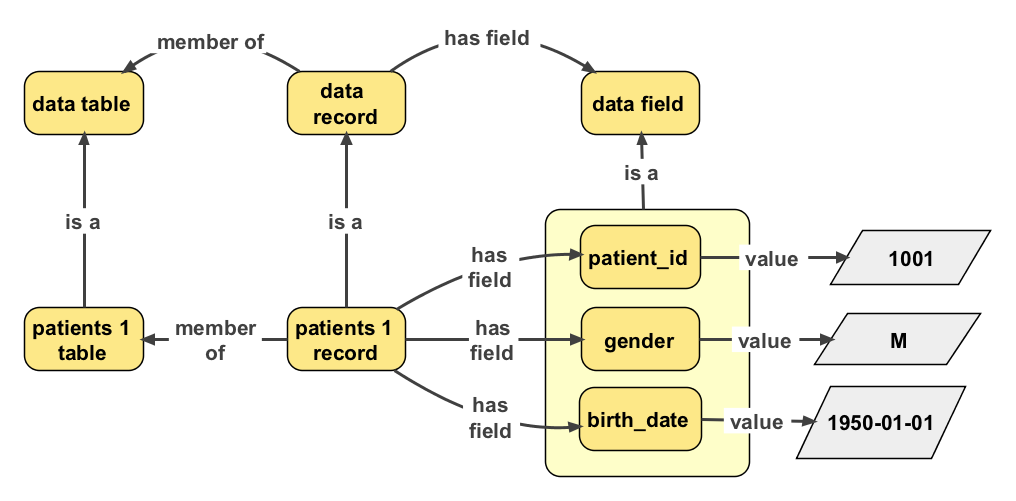 member of
has field
data table
data
record
data field
is a
is a
is a
has
field
patient_id
value
1001
patients 1
table
member
of
patients 1
record
has
field
gender
value
M
has
field
birth_date
value
1950-01-01